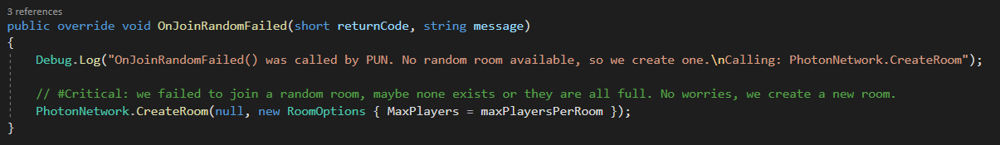 3 references
public override void OnJoinRandomFailed(short returnCode, string message)
{
Debug.Log("OnJoinRandomFailed() was called by PUN. No random room available, so we create one.\nCalling: PhotonNetwork.CreateRoom");
// #Critical: we failed to join a random room, maybe none exists or they are all full. No worries, we create a new room.
PhotonNetwork.CreateRoom(null, new RoomOptions { MaxPlayers = maxPlayersPerRoom });
}